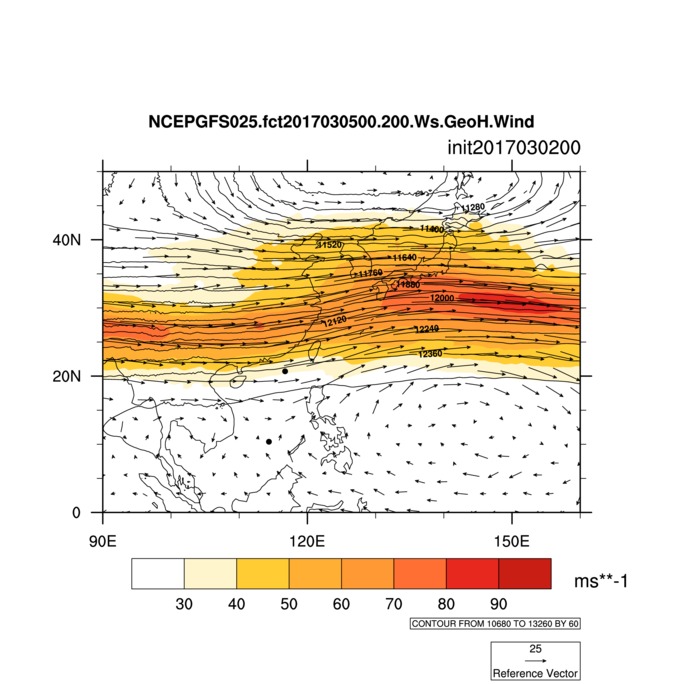 NCEPGFS025.fct2017030500.200.Ws.GeoH.Wind
init2017030200
11280
11400
40N
11520
11640
11760
11880
12000
12120
12240
12360
20N
0
90E 120E 150E
ms**-1
30 40 50 60 70 80 90
CONTOUR FROM 10680 TO 13260 BY 60
25
Reference Vector